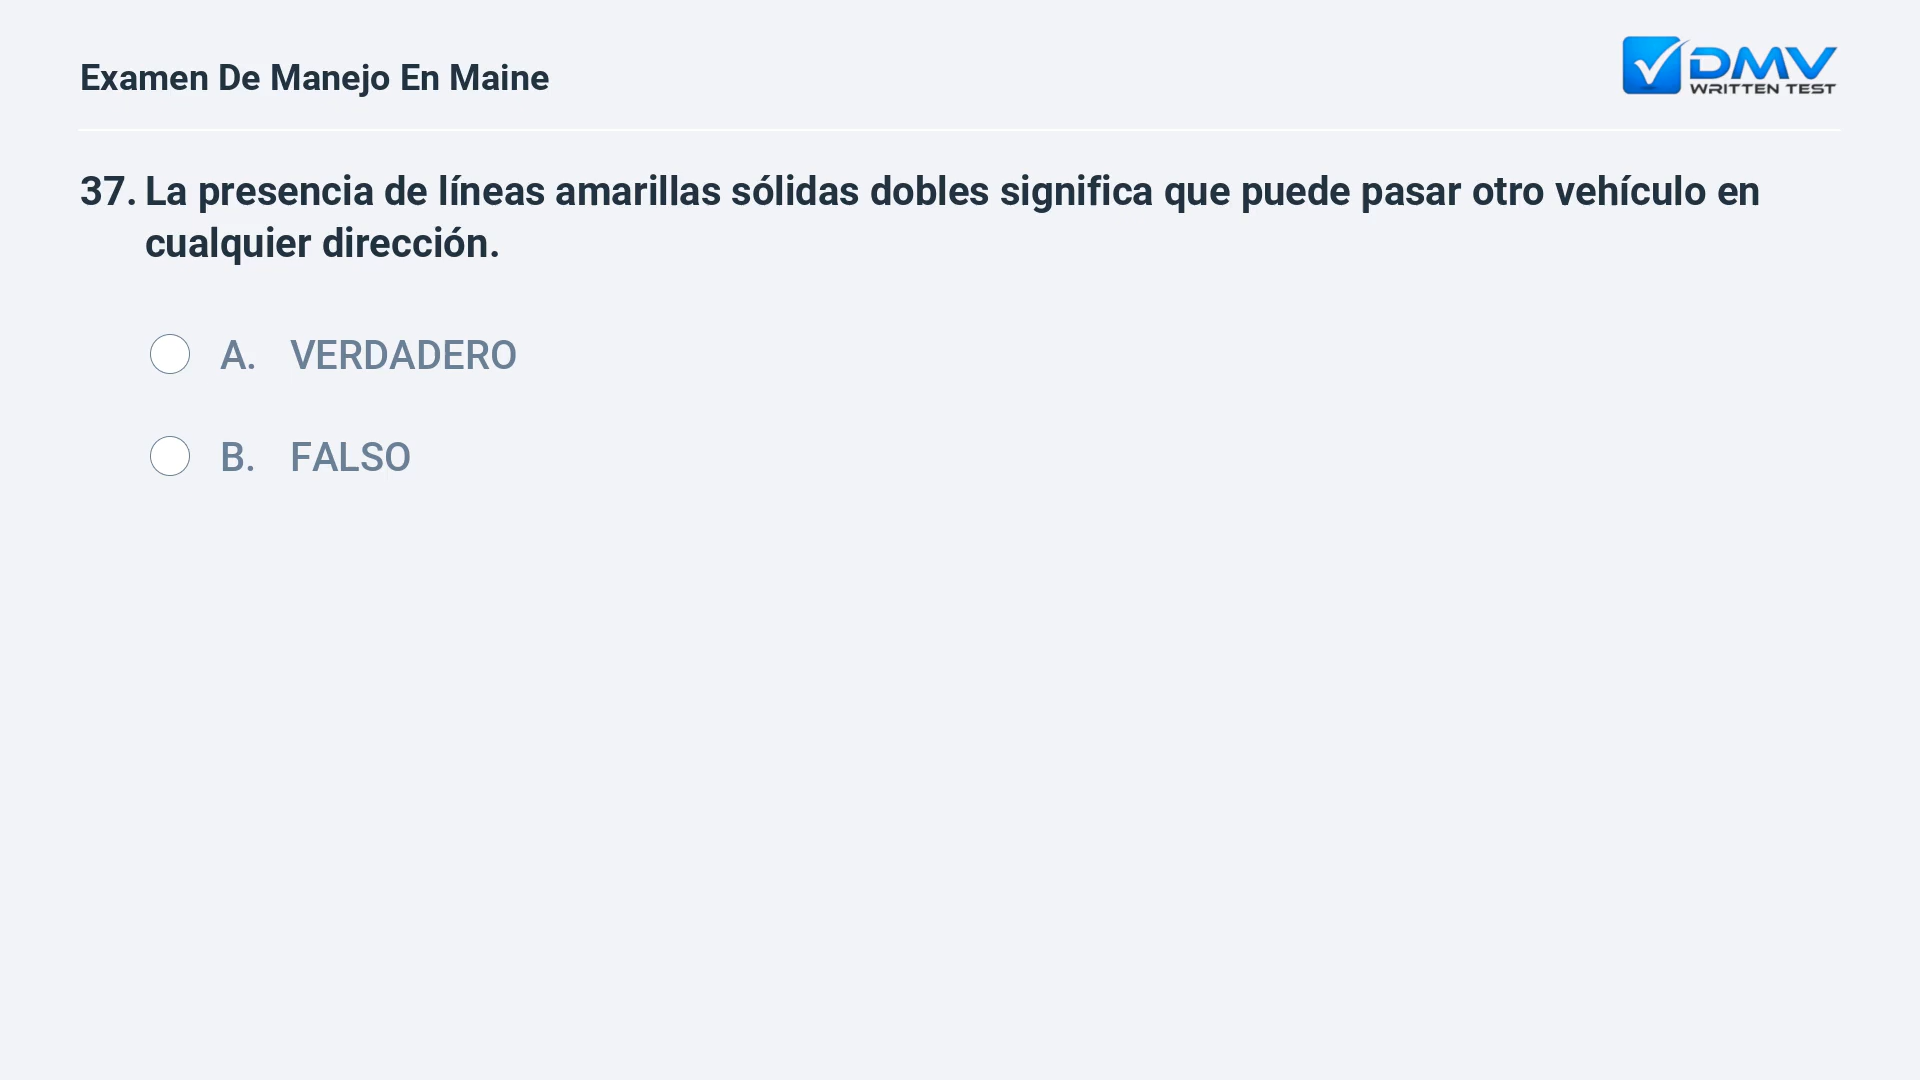 Examen De Manejo En Maine
DMV
WRITTEN TEST
37. La presencia de líneas amarillas sólidas dobles significa que puede pasar otro vehículo en
cualquier dirección.
A. VERDADERO
B. FALSO